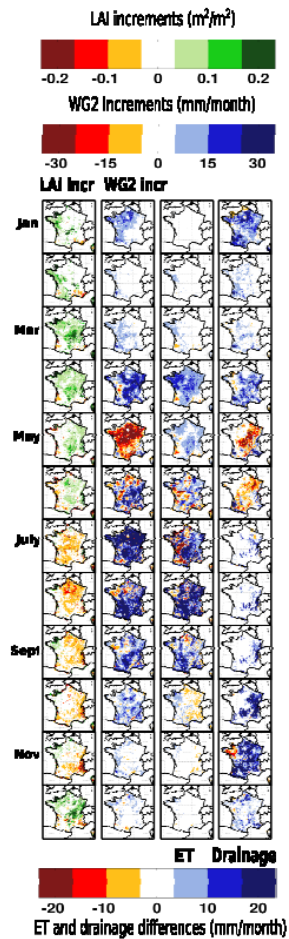 LAI increments (m²/m²)
-0.2 -0.1 0 0.1 0.2
WG2 Increments (mm/month)
-30 -15 0 15 30
LAI Incr WG2 Incr
Jan
Mar
May
July
Sept
Nov
ET Drainage
-20 -10 0 10 20
ET and drainage differences (mm/month)